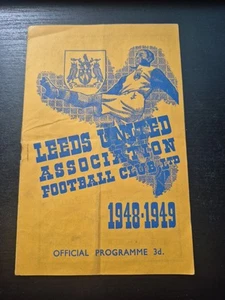 LEEDS UNITED
ASSOCIATION
FOOTBALL CLUB LTD
1948-1949
OFFICIAL PROGRAMME 3d.